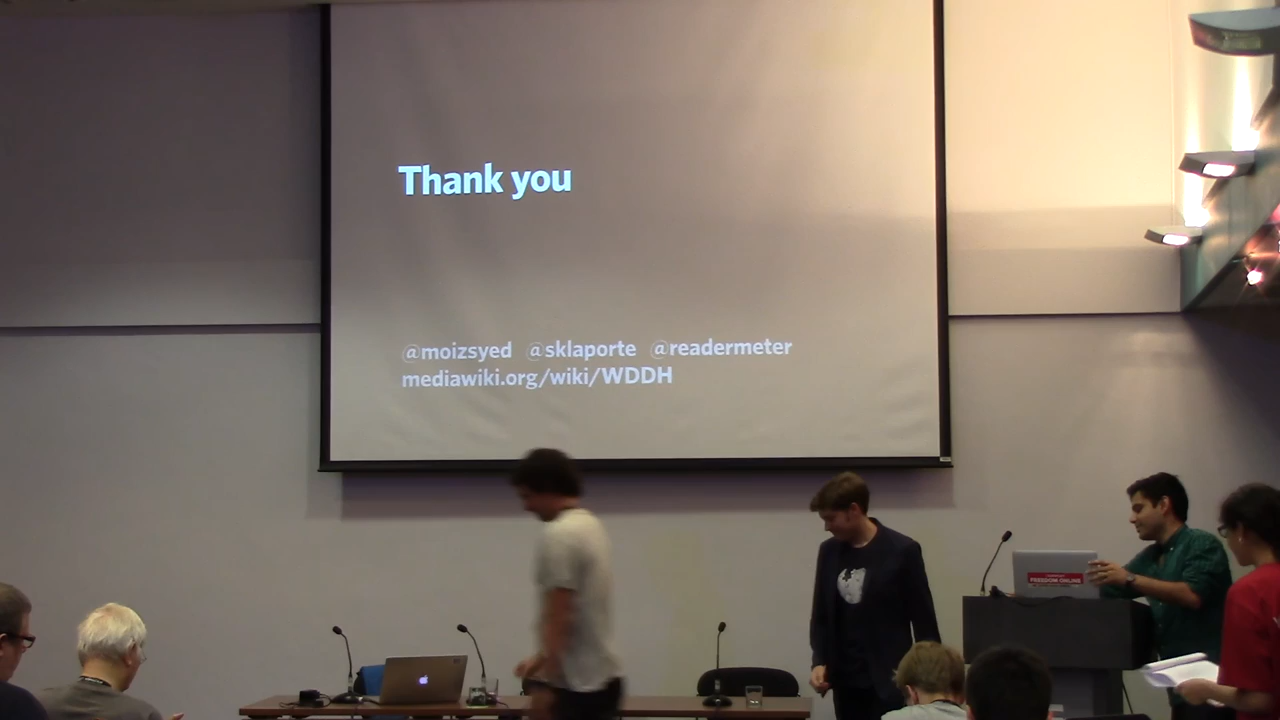 Thank you
@moizsyed @sklaporte @readermeter
mediawiki.org/wiki/WDDH
FREEDOM ONLINE